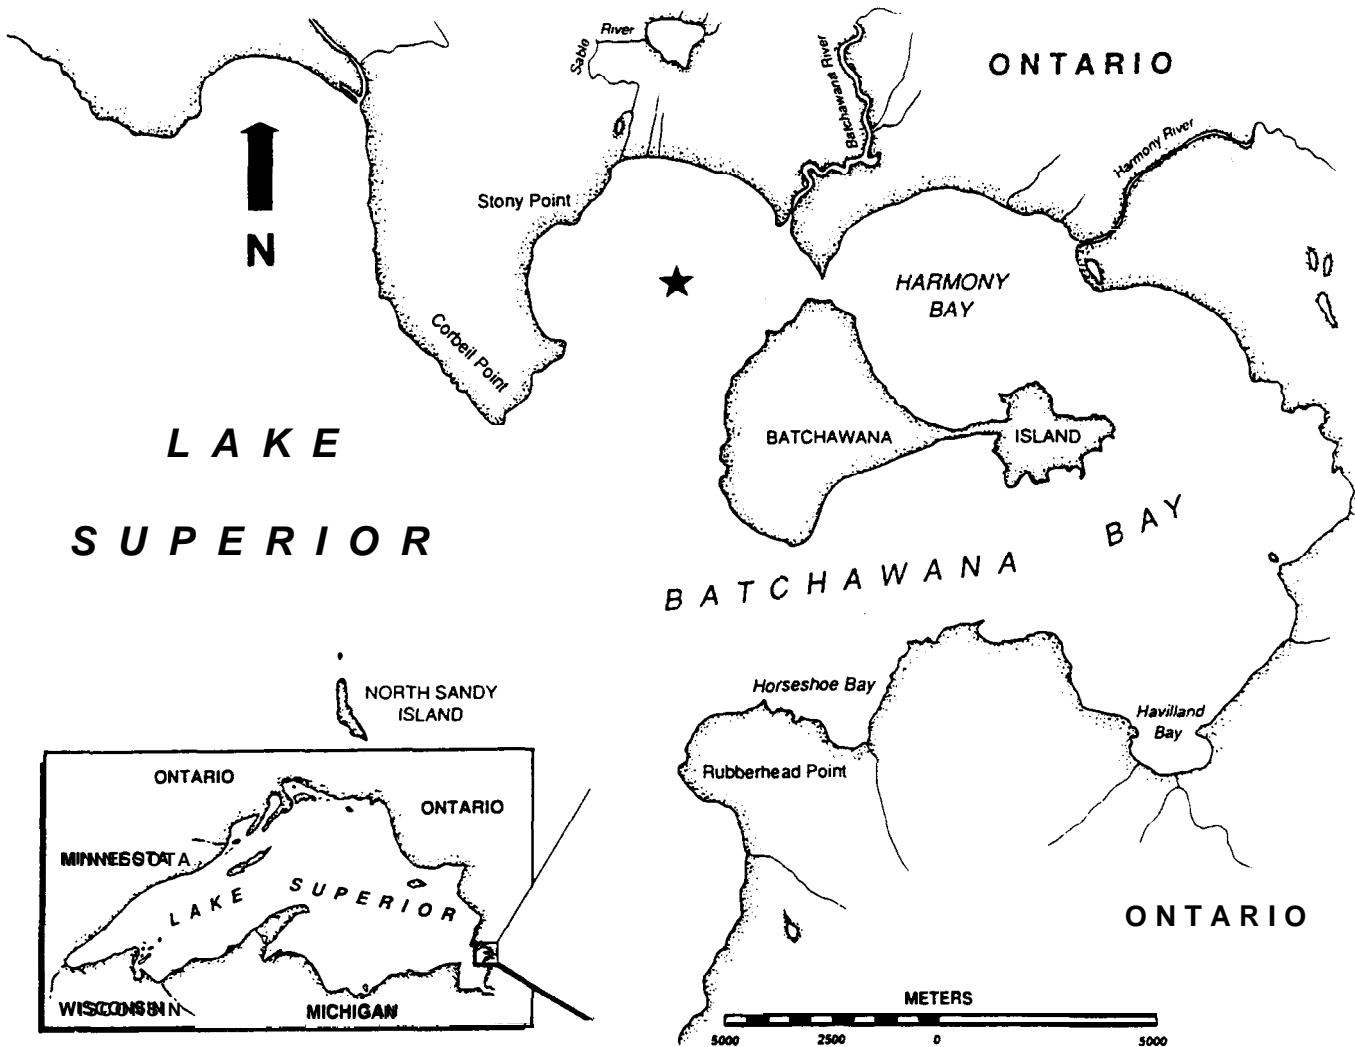 River
Sable
Batchawana River
ONTARIO
Harmony River
Stony Point
N
HARMONY
BAY
Corbeil Point
LAKE
BATCHAWANA ISLAND
SUPERIOR
BATCHAWANA BAY
NORTH SANDY
ISLAND
Horseshoe Bay
Havilland
Bay
Rubberhead Point
ONTARIO
ONTARIO
MINNESOTA
LAKE SUPERIOR
WISCONSIN
MICHIGAN
ONTARIO
METERS
5000 2500 0 5000